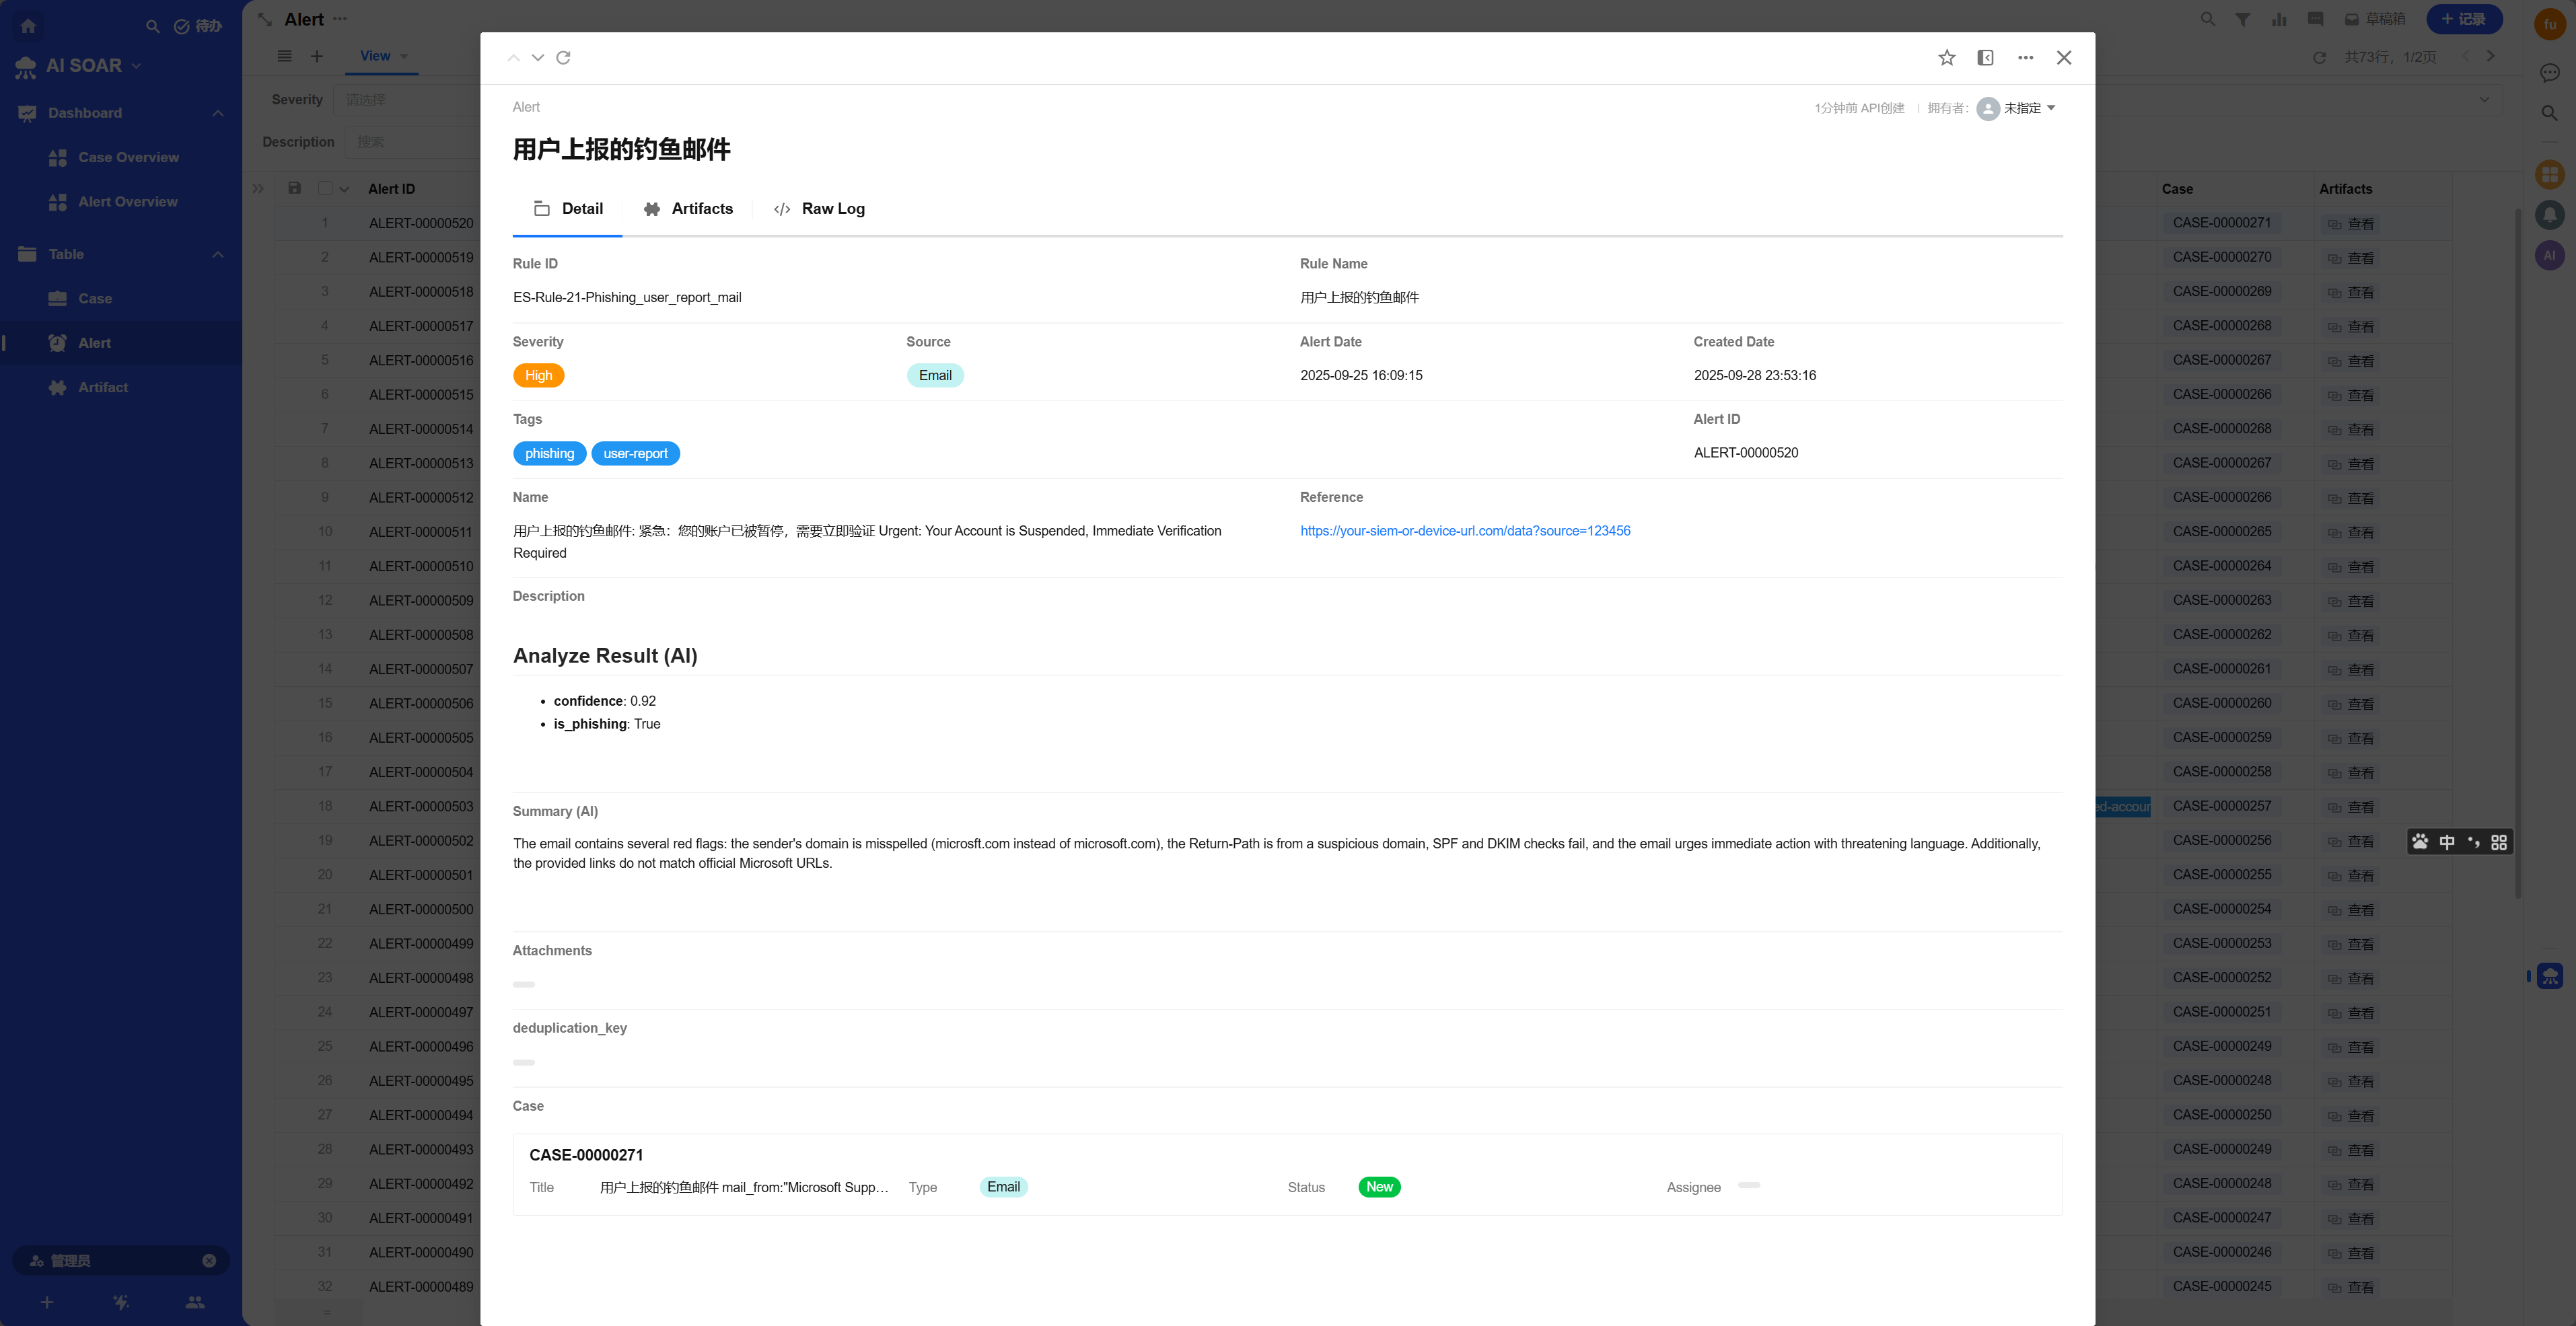 待办
AI SOAR
Dashboard
Case Overview
Alert Overview
Table
Case
Alert
Artifact
管理员
Alert
草稿箱
记录
View
共73行，1/2页
Severity 请选择
Description 搜索
Alert ID Case Artifacts
1 ALERT-00000520 CASE-00000271 查看
2 ALERT-00000519 CASE-00000270 查看
3 ALERT-00000518 CASE-00000269 查看
4 ALERT-00000517 CASE-00000268 查看
5 ALERT-00000516 CASE-00000267 查看
6 ALERT-00000515 CASE-00000266 查看
7 ALERT-00000514 CASE-00000268 查看
8 ALERT-00000513 CASE-00000267 查看
9 ALERT-00000512 CASE-00000266 查看
10 ALERT-00000511 CASE-00000265 查看
11 ALERT-00000510 CASE-00000264 查看
12 ALERT-00000509 CASE-00000263 查看
13 ALERT-00000508 CASE-00000262 查看
14 ALERT-00000507 CASE-00000261 查看
15 ALERT-00000506 CASE-00000260 查看
16 ALERT-00000505 CASE-00000259 查看
17 ALERT-00000504 CASE-00000258 查看
18 ALERT-00000503 ed-accour CASE-00000257 查看
19 ALERT-00000502 CASE-00000256 查看
20 ALERT-00000501 CASE-00000255 查看
21 ALERT-00000500 CASE-00000254 查看
22 ALERT-00000499 CASE-00000253 查看
23 ALERT-00000498 CASE-00000252 查看
24 ALERT-00000497 CASE-00000251 查看
25 ALERT-00000496 CASE-00000249 查看
26 ALERT-00000495 CASE-00000248 查看
27 ALERT-00000494 CASE-00000250 查看
28 ALERT-00000493 CASE-00000249 查看
29 ALERT-00000492 CASE-00000248 查看
30 ALERT-00000491 CASE-00000247 查看
31 ALERT-00000490 CASE-00000246 查看
32 ALERT-00000489 CASE-00000245 查看
Alert
1分钟前 API创建 拥有者： 未指定
用户上报的钓鱼邮件
Detail Artifacts Raw Log
Rule ID Rule Name
ES-Rule-21-Phishing_user_report_mail 用户上报的钓鱼邮件
Severity Source Alert Date Created Date
High Email 2025-09-25 16:09:15 2025-09-28 23:53:16
Tags Alert ID
phishing user-report ALERT-00000520
Name Reference
用户上报的钓鱼邮件: 紧急：您的账户已被暂停，需要立即验证 Urgent: Your Account is Suspended, Immediate Verification https://your-siem-or-device-url.com/data?source=123456
Required
Description
Analyze Result (AI)
• confidence: 0.92
• is_phishing: True
Summary (AI)
The email contains several red flags: the sender's domain is misspelled (microsft.com instead of microsoft.com), the Return-Path is from a suspicious domain, SPF and DKIM checks fail, and the email urges immediate action with threatening language. Additionally,
the provided links do not match official Microsoft URLs.
Attachments
deduplication_key
Case
CASE-00000271
Title 用户上报的钓鱼邮件 mail_from:"Microsoft Supp… Type Email Status New Assignee
fu
AI
中